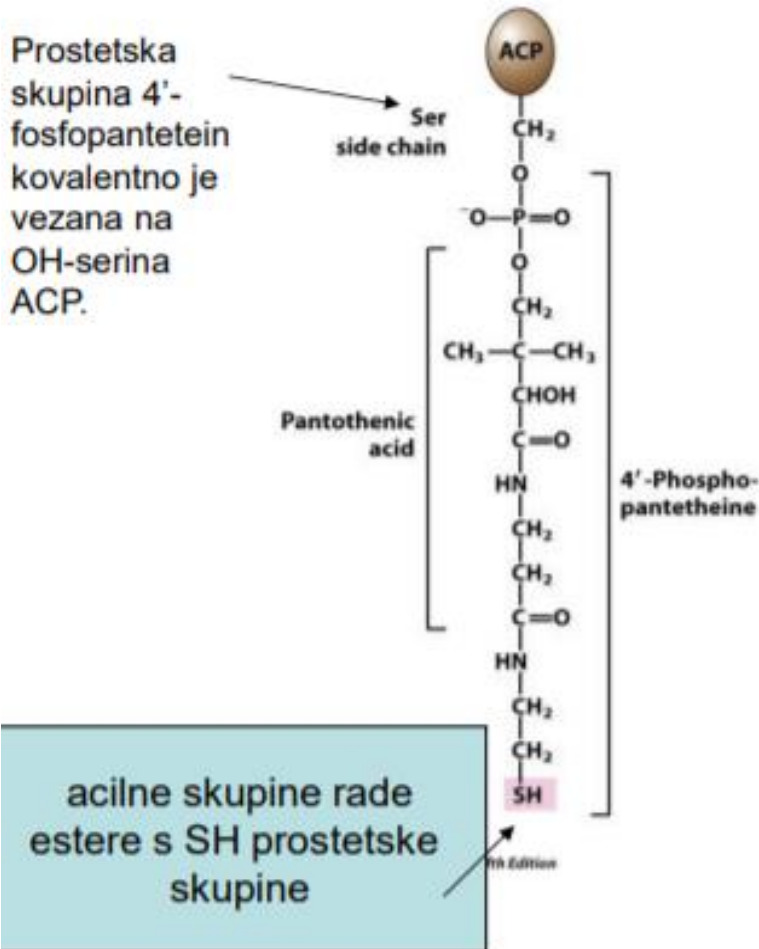 Prostetska
skupina 4'-
fosfopantetein
kovalentno je
vezana na
OH-serina
ACP.
ACP
Ser
side chain
CH₂
O
⁻O—P=O
O
CH₂
CH₃—C—CH₃
CHOH
C=O
HN
CH₂
CH₂
C=O
HN
CH₂
CH₂
SH
Pantothenic
acid
4'-Phospho-
pantetheine
acilne skupine rade
estere s SH prostetske
skupine
Edition